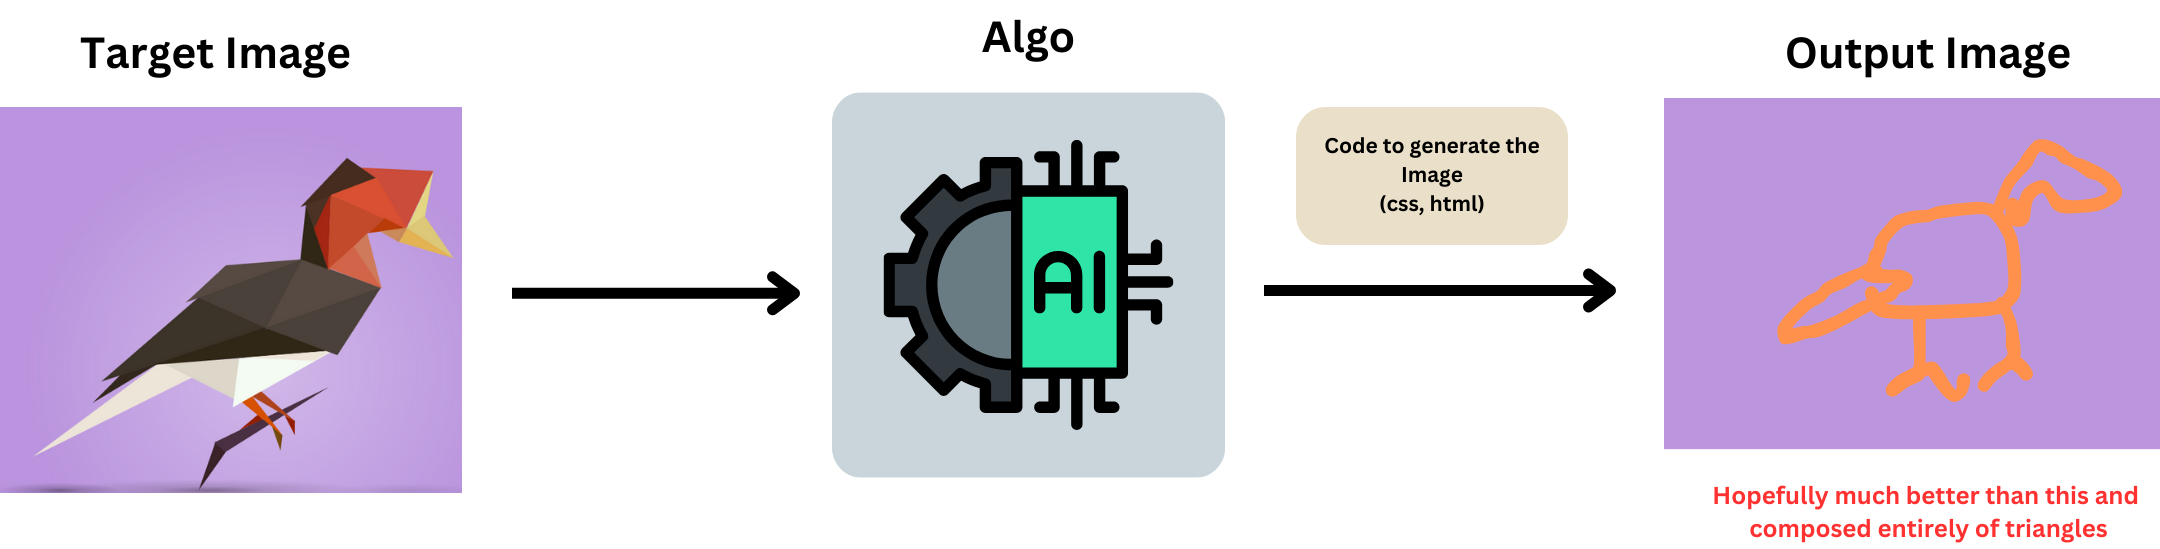 Target Image
Algo
AI
Code to generate the
Image
(css, html)
Output Image
Hopefully much better than this and
composed entirely of triangles